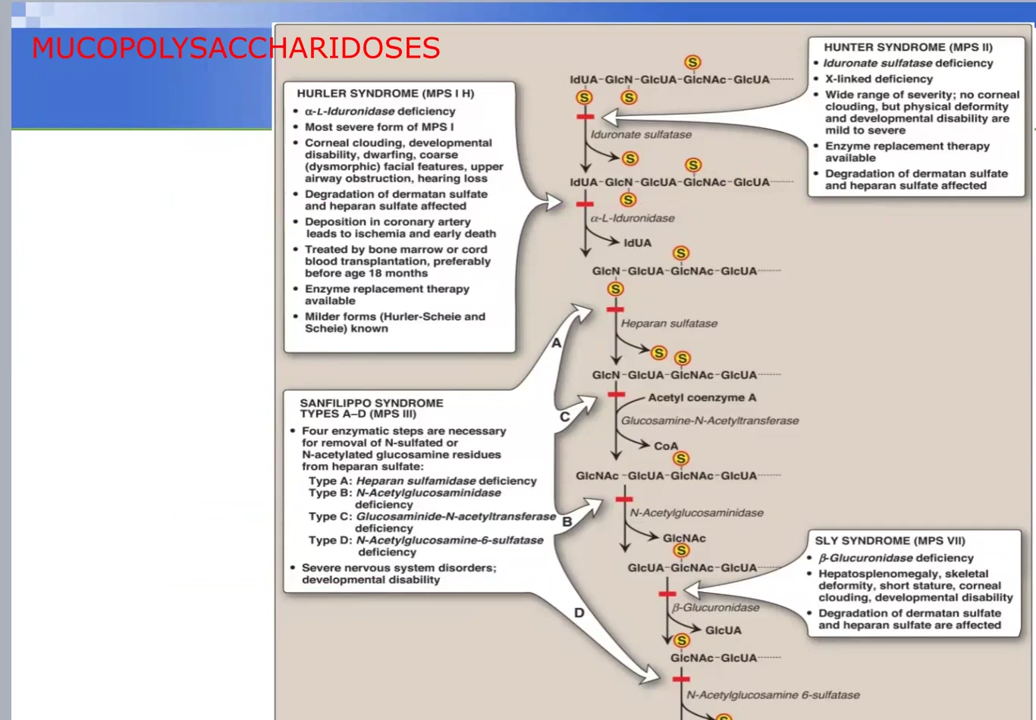 MUCOPOLYSACCHARIDOSES
HURLER SYNDROME (MPS I H)
• α-L-Iduronidase deficiency
• Most severe form of MPS I
• Corneal clouding, developmental
disability, dwarfing, coarse
(dysmorphic) facial features, upper
airway obstruction, hearing loss
• Degradation of dermatan sulfate
and heparan sulfate affected
• Deposition in coronary artery
leads to ischemia and early death
• Treated by bone marrow or cord
blood transplantation, preferably
before age 18 months
• Enzyme replacement therapy
available
• Milder forms (Hurler-Scheie and
Scheie) known
SANFILIPPO SYNDROME
TYPES A–D (MPS III)
• Four enzymatic steps are necessary
for removal of N-sulfated or
N-acetylated glucosamine residues
from heparan sulfate:
Type A: Heparan sulfamidase deficiency
Type B: N-Acetylglucosaminidase
deficiency
Type C: Glucosaminide-N-acetyltransferase
deficiency
Type D: N-Acetylglucosamine-6-sulfatase
deficiency
• Severe nervous system disorders;
developmental disability
A
C
B
D
S
IdUA–GlcN–GlcUA–GlcNAc–GlcUA
S S
Iduronate sulfatase
S
S
IdUA–GlcN–GlcUA–GlcNAc–GlcUA
S
α-L-Iduronidase
IdUA
S
GlcN–GlcUA–GlcNAc–GlcUA
S
Heparan sulfatase
S S
GlcN–GlcUA–GlcNAc–GlcUA
Acetyl coenzyme A
Glucosamine-N-Acetyltransferase
CoA
S
GlcNAc–GlcUA–GlcNAc–GlcUA
N-Acetylglucosaminidase
GlcNAc
S
GlcUA–GlcNAc–GlcUA
β-Glucuronidase
GlcUA
S
GlcNAc–GlcUA
N-Acetylglucosamine 6-sulfatase
S
HUNTER SYNDROME (MPS II)
• Iduronate sulfatase deficiency
• X-linked deficiency
• Wide range of severity; no corneal
clouding, but physical deformity
and developmental disability are
mild to severe
• Enzyme replacement therapy
available
• Degradation of dermatan sulfate
and heparan sulfate affected
SLY SYNDROME (MPS VII)
• β-Glucuronidase deficiency
• Hepatosplenomegaly, skeletal
deformity, short stature, corneal
clouding, developmental disability
• Degradation of dermatan sulfate
and heparan sulfate are affected